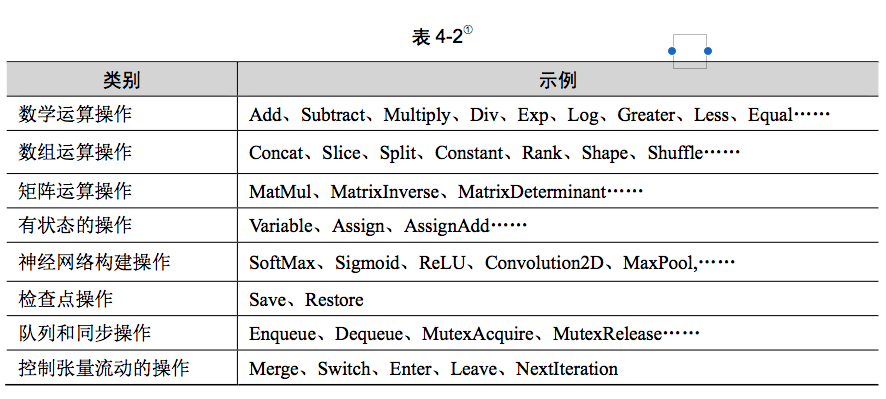 表 4-2①
类别 示例
数学运算操作 Add、Subtract、Multiply、Div、Exp、Log、Greater、Less、Equal……
数组运算操作 Concat、Slice、Split、Constant、Rank、Shape、Shuffle……
矩阵运算操作 MatMul、MatrixInverse、MatrixDeterminant……
有状态的操作 Variable、Assign、AssignAdd……
神经网络构建操作 SoftMax、Sigmoid、ReLU、Convolution2D、MaxPool,……
检查点操作 Save、Restore
队列和同步操作 Enqueue、Dequeue、MutexAcquire、MutexRelease……
控制张量流动的操作 Merge、Switch、Enter、Leave、NextIteration